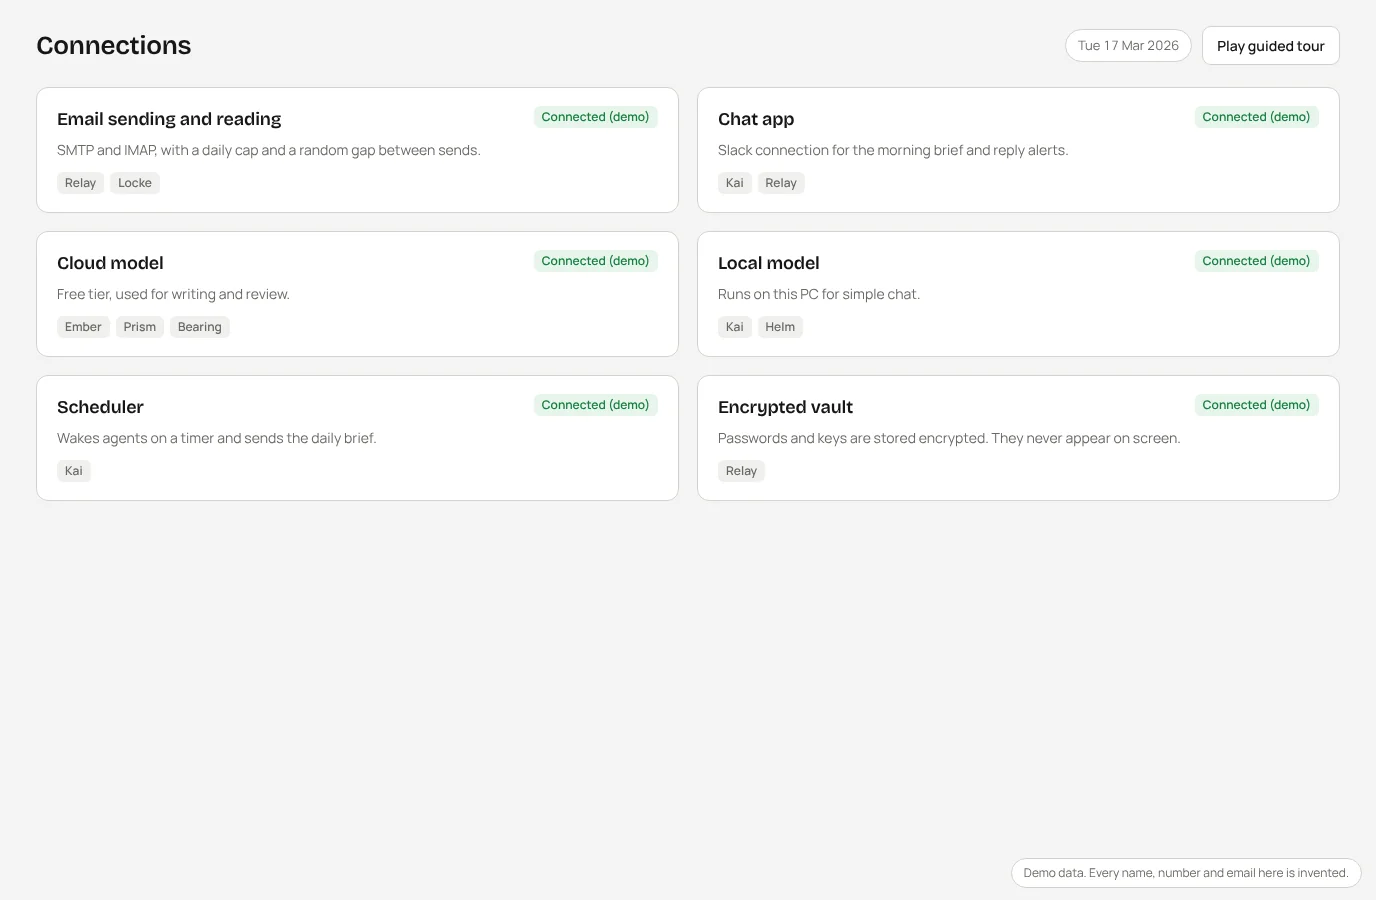 Connections
Tue 17 Mar 2026
Play guided tour
Email sending and reading
Connected (demo)
SMTP and IMAP, with a daily cap and a random gap between sends.
Relay
Locke
Chat app
Connected (demo)
Slack connection for the morning brief and reply alerts.
Kai
Relay
Cloud model
Connected (demo)
Free tier, used for writing and review.
Ember
Prism
Bearing
Local model
Connected (demo)
Runs on this PC for simple chat.
Kai
Helm
Scheduler
Connected (demo)
Wakes agents on a timer and sends the daily brief.
Kai
Encrypted vault
Connected (demo)
Passwords and keys are stored encrypted. They never appear on screen.
Relay
Demo data. Every name, number and email here is invented.